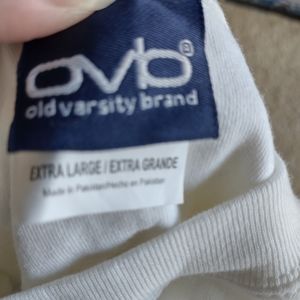 ovb®
old varsity brand
EXTRA LARGE / EXTRA GRANDE
Made in Pakistan/Hecho en Pakistan